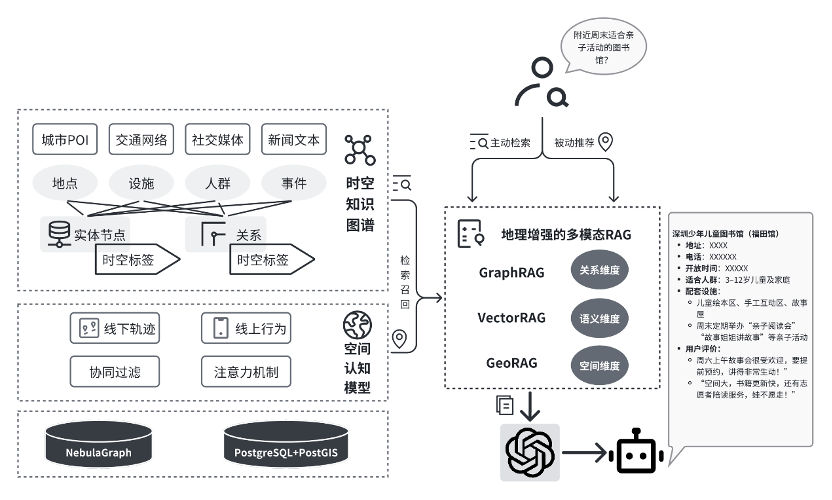 附近周末适合亲
子活动的图书
馆？
主动检索
被动推荐
城市POI
交通网络
社交媒体
新闻文本
地点
设施
人群
事件
时空
知识
图谱
实体节点
关系
时空标签
时空标签
检
索
召
回
线下轨迹
线上行为
协同过滤
注意力机制
空间
认知
模型
NebulaGraph
PostgreSQL+PostGIS
地理增强的多模态RAG
GraphRAG
关系维度
VectorRAG
语义维度
GeoRAG
空间维度
深圳少年儿童图书馆（福田馆）
• 地址：XXXX
• 电话：XXXXXX
• 开放时间：XXXXX
• 适合人群：3–12岁儿童及家庭
• 配套设施：
○ 儿童绘本区、手工互动区、故事
屋
○ 周末定期举办“亲子阅读会”
“故事姐姐讲故事”等亲子活动
• 用户评价：
○ 周六上午故事会很受欢迎，要提
前预约，讲得非常生动！”
○ “空间大，书籍更新快，还有志
愿者陪读服务，娃不愿走！”